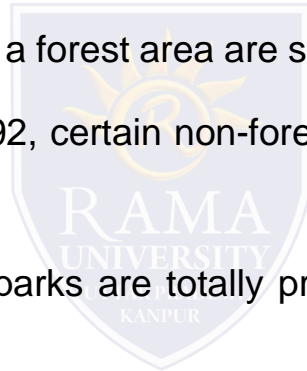 a forest area are s
92, certain non-fore
RAMA
UNIVERSITY
parks are totally pr
KANPUR